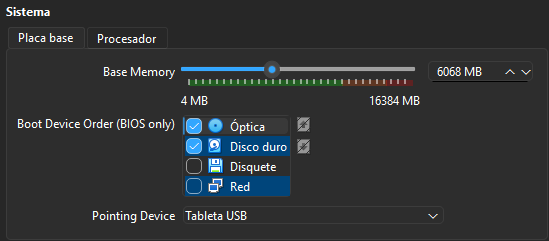 Sistema
Placa base Procesador
Base Memory 6068 MB
4 MB 16384 MB
Boot Device Order (BIOS only) Óptica
Disco duro
Disquete
Red
Pointing Device Tableta USB